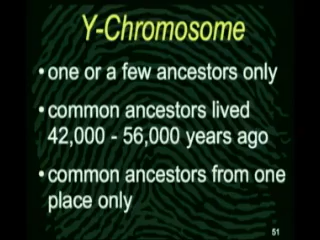 Y-Chromosome
• one or a few ancestors only
• common ancestors lived
42,000 - 56,000 years ago
• common ancestors from one
place only
51